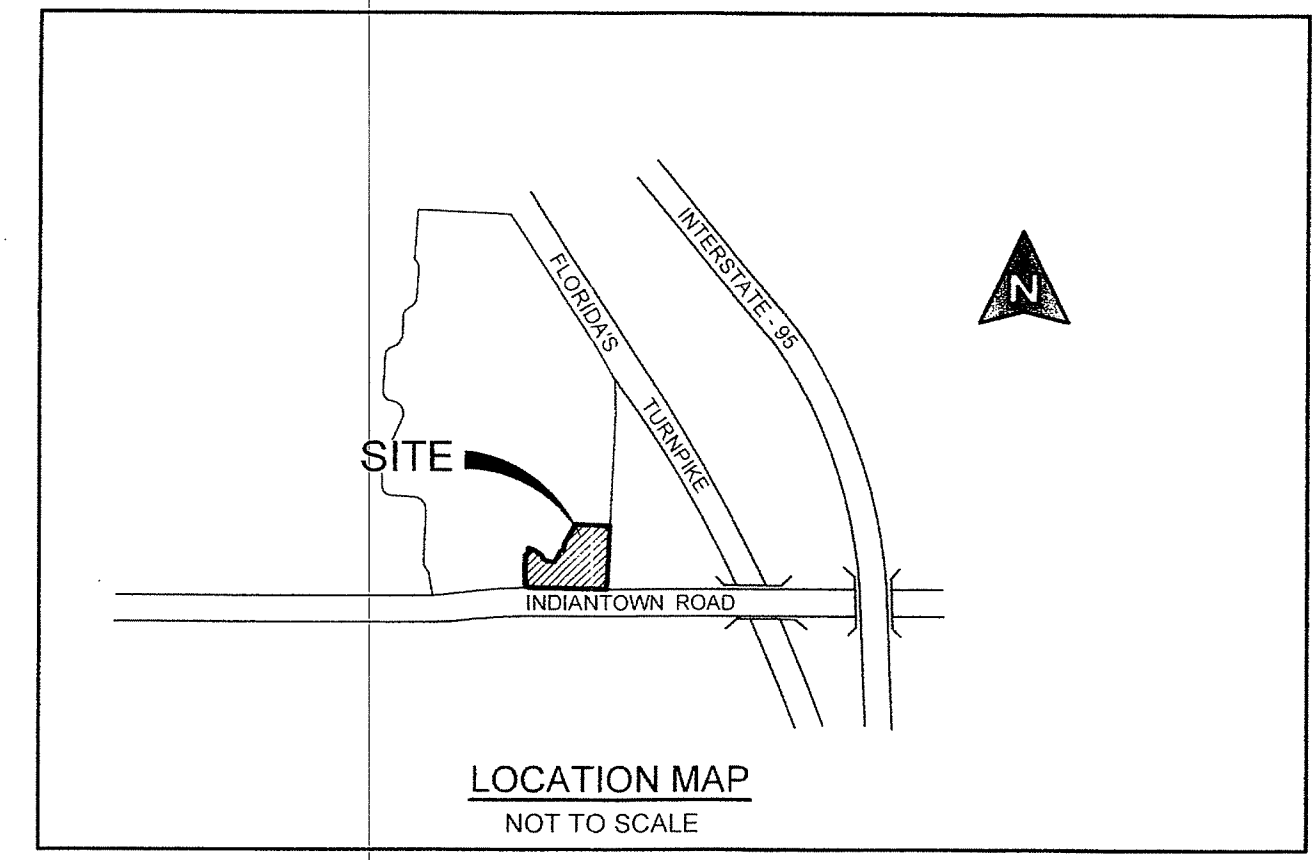 INTERSTATE - 95
FLORIDA'S
TURNPIKE
N
SITE
INDIANTOWN ROAD
LOCATION MAP
NOT TO SCALE